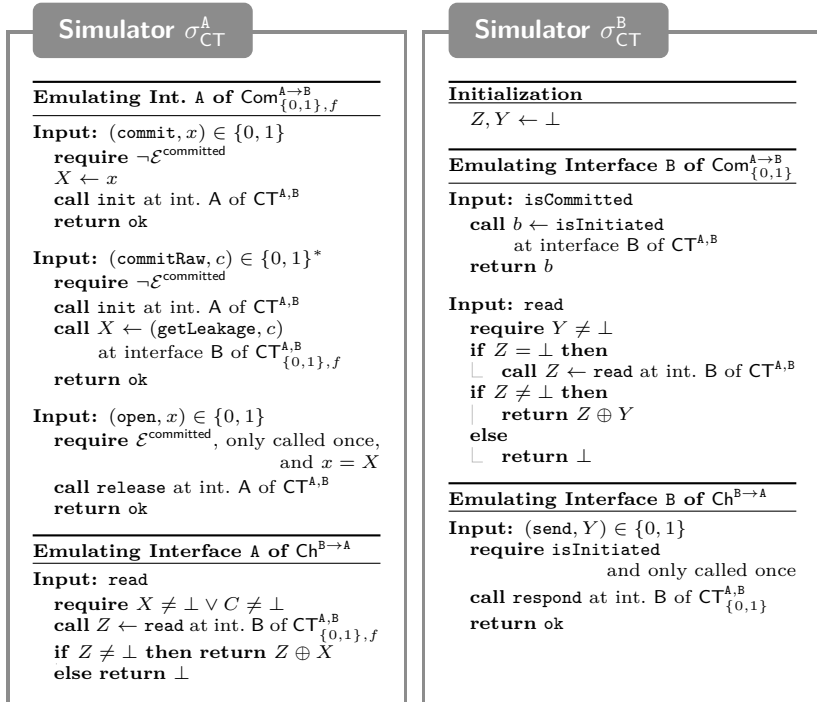 Simulator σ_CT^A
Emulating Int. A of Com^{A→B}_{{0,1},f}
Input: (commit, x) ∈ {0, 1}
require ¬ℰ^committed
X ← x
call init at int. A of CT^{A,B}
return ok
Input: (commitRaw, c) ∈ {0, 1}*
require ¬ℰ^committed
call init at int. A of CT^{A,B}
call X ← (getLeakage, c)
at interface B of CT^{A,B}_{{0,1},f}
return ok
Input: (open, x) ∈ {0, 1}
require ℰ^committed, only called once,
and x = X
call release at int. A of CT^{A,B}
return ok
Emulating Interface A of Ch^{B→A}
Input: read
require X ≠ ⊥ ∨ C ≠ ⊥
call Z ← read at int. B of CT^{A,B}_{{0,1},f}
if Z ≠ ⊥ then return Z ⊕ X
else return ⊥
Simulator σ_CT^B
Initialization
Z, Y ← ⊥
Emulating Interface B of Com^{A→B}_{{0,1}}
Input: isCommitted
call b ← isInitiated
at interface B of CT^{A,B}
return b
Input: read
require Y ≠ ⊥
if Z = ⊥ then
call Z ← read at int. B of CT^{A,B}
if Z ≠ ⊥ then
return Z ⊕ Y
else
return ⊥
Emulating Interface B of Ch^{B→A}
Input: (send, Y) ∈ {0, 1}
require isInitiated
and only called once
call respond at int. B of CT^{A,B}_{{0,1}}
return ok